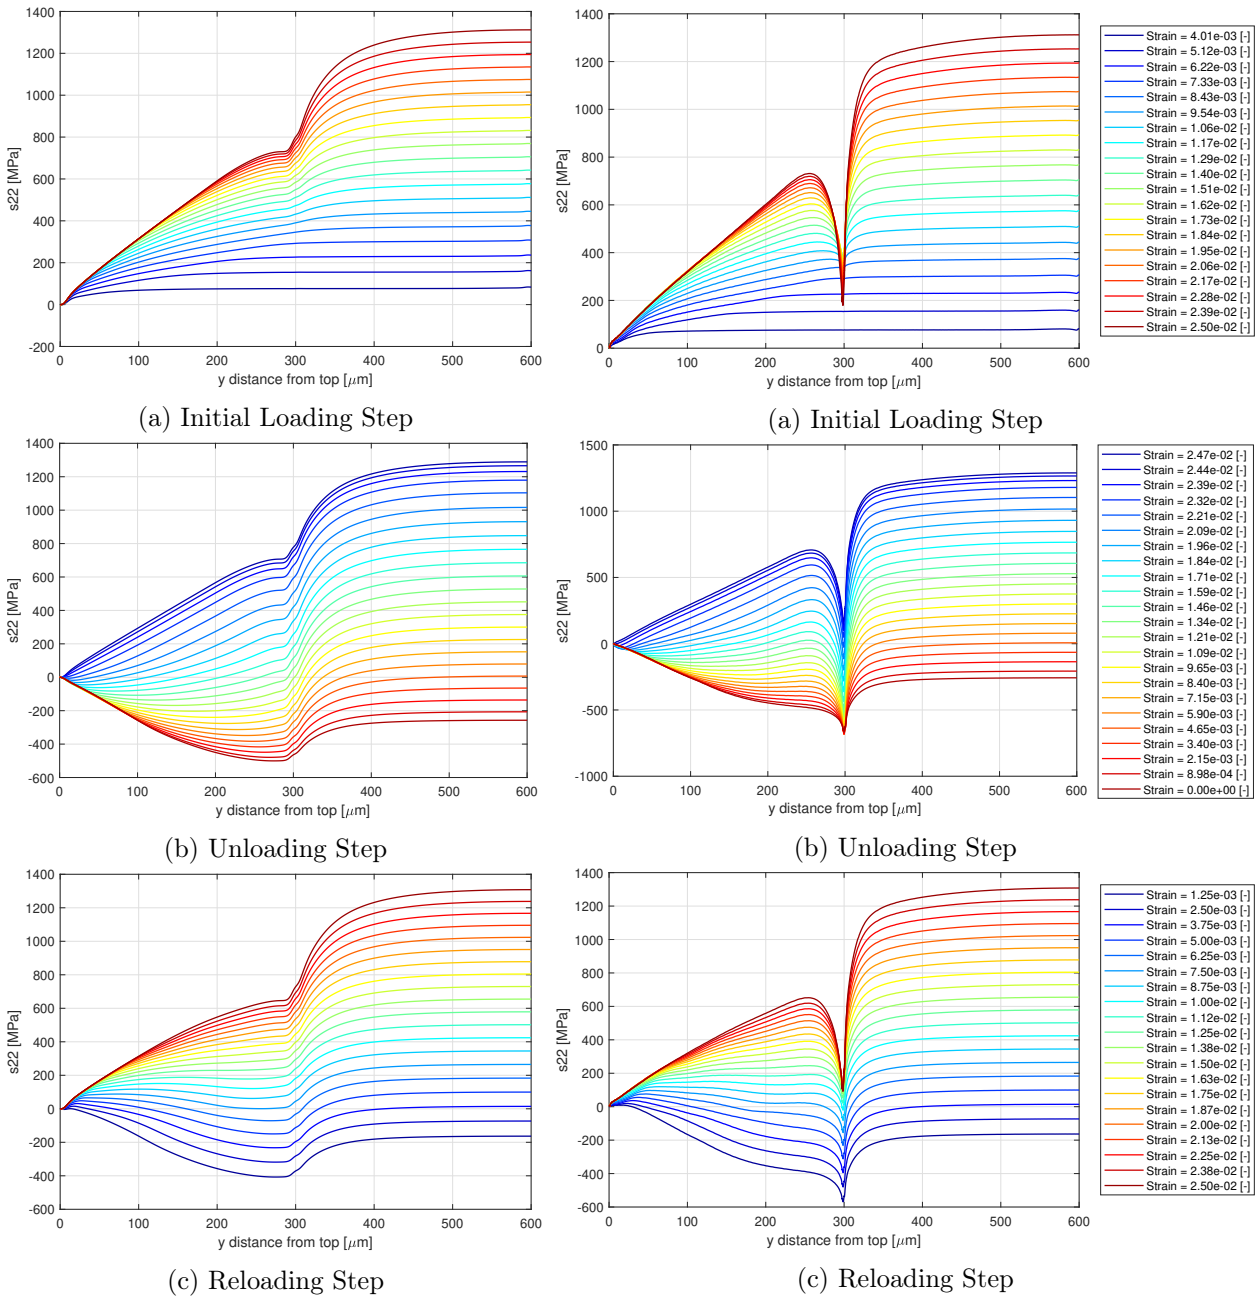 1400
1200
1000
800
600
400
200
0
-200
s22 [MPa]
0 100 200 300 400 500 600
y distance from top [μm]
(a) Initial Loading Step
1400
1200
1000
800
600
400
200
0
s22 [MPa]
0 100 200 300 400 500 600
y distance from top [μm]
(a) Initial Loading Step
Strain = 4.01e-03 [-]
Strain = 5.12e-03 [-]
Strain = 6.22e-03 [-]
Strain = 7.33e-03 [-]
Strain = 8.43e-03 [-]
Strain = 9.54e-03 [-]
Strain = 1.06e-02 [-]
Strain = 1.17e-02 [-]
Strain = 1.29e-02 [-]
Strain = 1.40e-02 [-]
Strain = 1.51e-02 [-]
Strain = 1.62e-02 [-]
Strain = 1.73e-02 [-]
Strain = 1.84e-02 [-]
Strain = 1.95e-02 [-]
Strain = 2.06e-02 [-]
Strain = 2.17e-02 [-]
Strain = 2.28e-02 [-]
Strain = 2.39e-02 [-]
Strain = 2.50e-02 [-]
1400
1200
1000
800
600
400
200
0
-200
-400
-600
s22 [MPa]
0 100 200 300 400 500 600
y distance from top [μm]
(b) Unloading Step
1500
1000
500
0
-500
-1000
s22 [MPa]
0 100 200 300 400 500 600
y distance from top [μm]
(b) Unloading Step
Strain = 2.47e-02 [-]
Strain = 2.44e-02 [-]
Strain = 2.39e-02 [-]
Strain = 2.32e-02 [-]
Strain = 2.21e-02 [-]
Strain = 2.09e-02 [-]
Strain = 1.96e-02 [-]
Strain = 1.84e-02 [-]
Strain = 1.71e-02 [-]
Strain = 1.59e-02 [-]
Strain = 1.46e-02 [-]
Strain = 1.34e-02 [-]
Strain = 1.21e-02 [-]
Strain = 1.09e-02 [-]
Strain = 9.65e-03 [-]
Strain = 8.40e-03 [-]
Strain = 7.15e-03 [-]
Strain = 5.90e-03 [-]
Strain = 4.65e-03 [-]
Strain = 3.40e-03 [-]
Strain = 2.15e-03 [-]
Strain = 8.98e-04 [-]
Strain = 0.00e+00 [-]
1400
1200
1000
800
600
400
200
0
-200
-400
-600
s22 [MPa]
0 100 200 300 400 500 600
y distance from top [μm]
(c) Reloading Step
1400
1200
1000
800
600
400
200
0
-200
-400
-600
s22 [MPa]
0 100 200 300 400 500 600
y distance from top [μm]
(c) Reloading Step
Strain = 1.25e-03 [-]
Strain = 2.50e-03 [-]
Strain = 3.75e-03 [-]
Strain = 5.00e-03 [-]
Strain = 6.25e-03 [-]
Strain = 7.50e-03 [-]
Strain = 8.75e-03 [-]
Strain = 1.00e-02 [-]
Strain = 1.12e-02 [-]
Strain = 1.25e-02 [-]
Strain = 1.38e-02 [-]
Strain = 1.50e-02 [-]
Strain = 1.63e-02 [-]
Strain = 1.75e-02 [-]
Strain = 1.87e-02 [-]
Strain = 2.00e-02 [-]
Strain = 2.13e-02 [-]
Strain = 2.25e-02 [-]
Strain = 2.38e-02 [-]
Strain = 2.50e-02 [-]